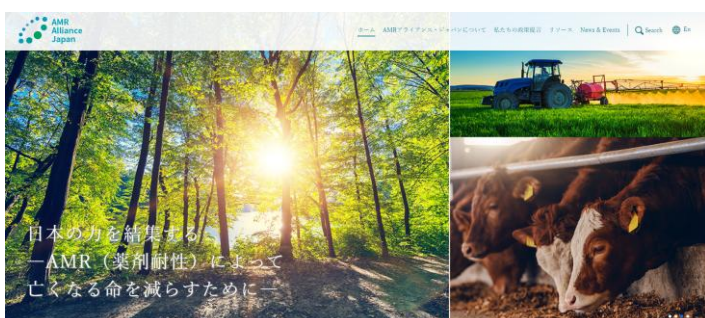 AMR
Alliance
Japan
ホーム AMRアライアンス・ジャパンについて 私たちの政策提言 リソース News & Events Search En
日本の力を結集する
—AMR（薬剤耐性）によって
亡くなる命を減らすために—